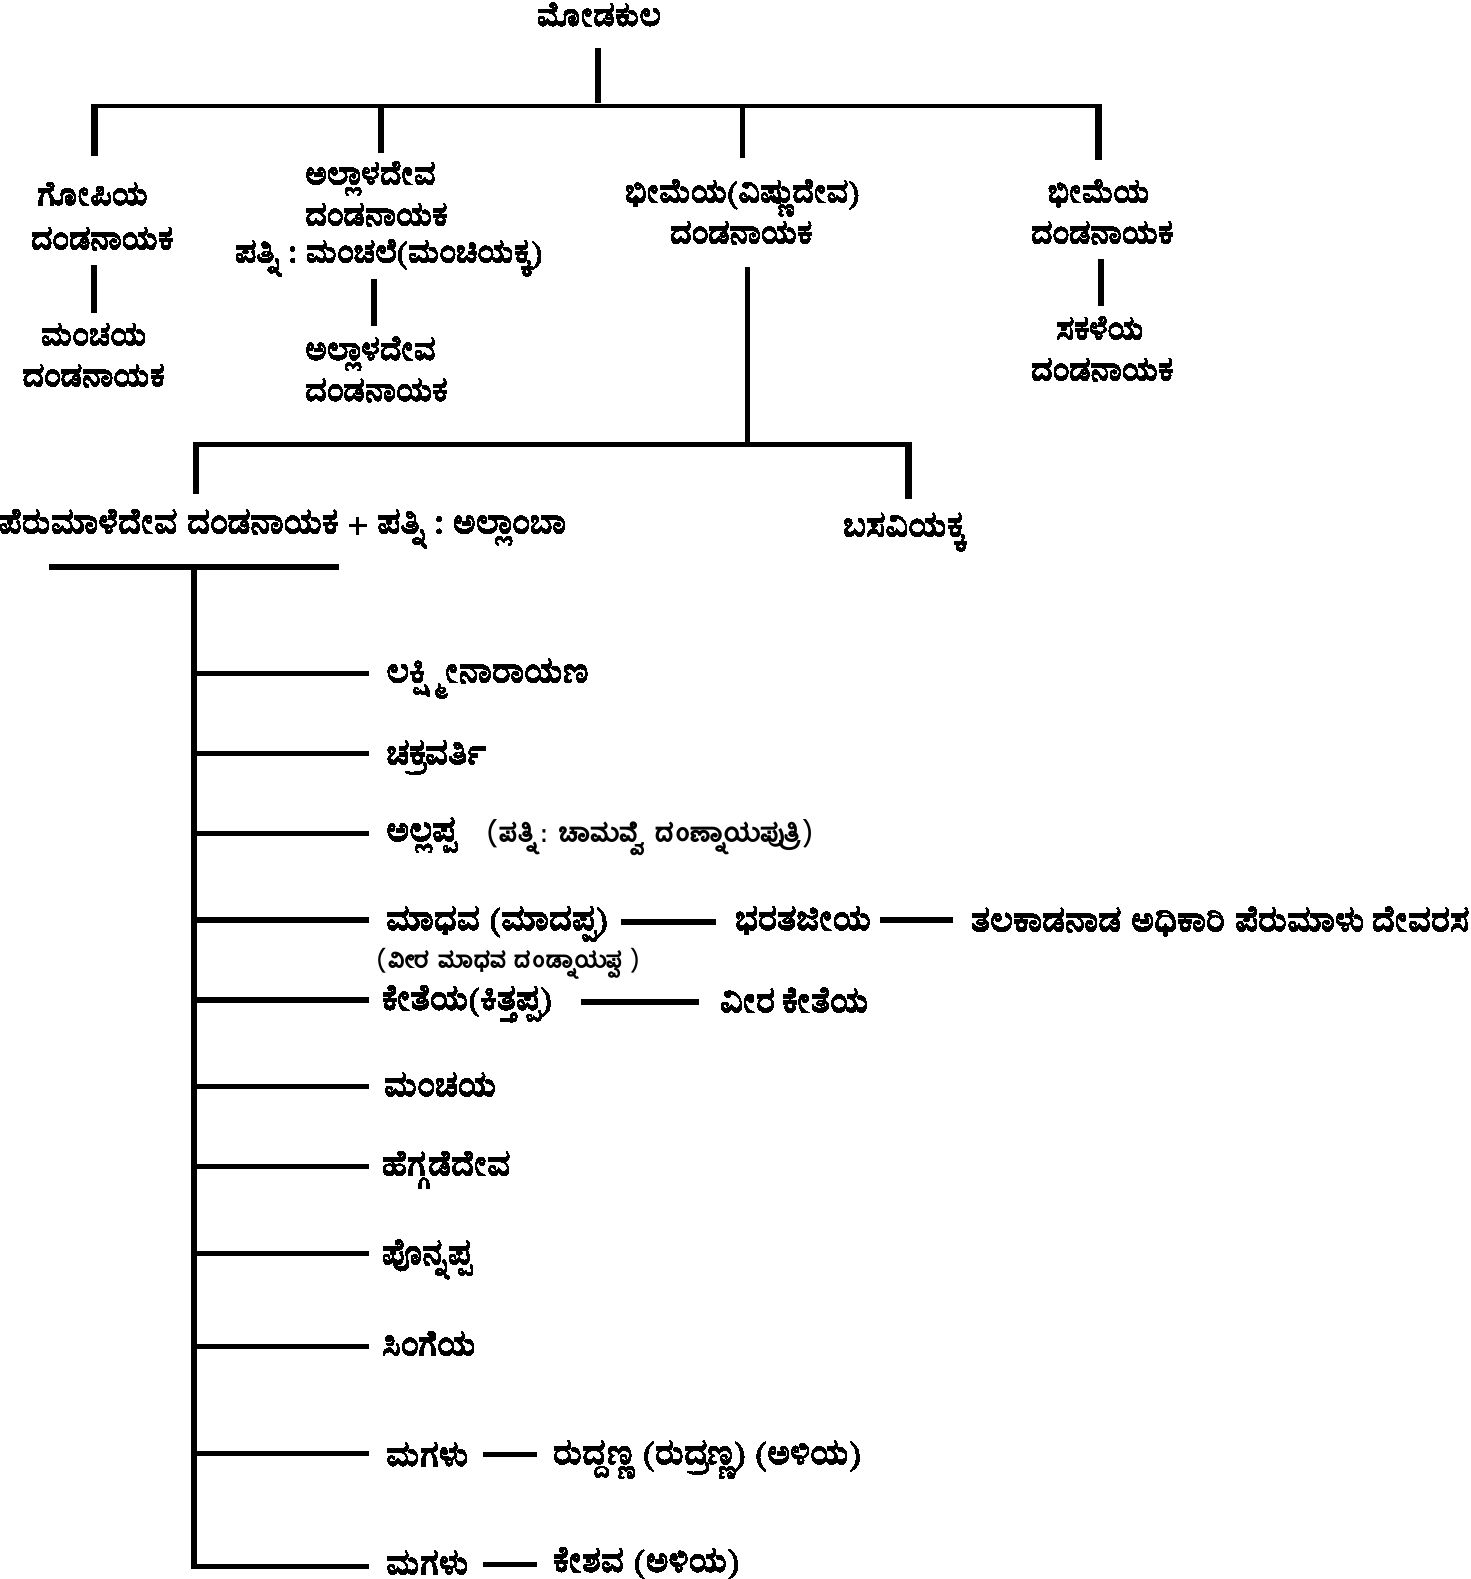 ಮೋಡಕುಲ
ಗೋಪಿಯ
ದಂಡನಾಯಕ
ಅಲ್ಲಾಳದೇವ
ದಂಡನಾಯಕ
ಪತ್ನಿ : ಮಂಚಲೆ(ಮಂಚಿಯಕ್ಕ)
ಭೀಮೆಯ(ವಿಷ್ಣುದೇವ)
ದಂಡನಾಯಕ
ಭೀಮೆಯ
ದಂಡನಾಯಕ
ಮಂಚಯ
ದಂಡನಾಯಕ
ಅಲ್ಲಾಳದೇವ
ದಂಡನಾಯಕ
ಸಕಳೆಯ
ದಂಡನಾಯಕ
ಪೆರುಮಾಳೆದೇವ ದಂಡನಾಯಕ + ಪತ್ನಿ : ಅಲ್ಲಾಂಬಾ
ಬಸವಿಯಕ್ಕ
ಲಕ್ಷ್ಮೀನಾರಾಯಣ
ಚಕ್ರವರ್ತಿ
ಅಲ್ಲಪ್ಪ (ಪತ್ನಿ: ಚಾಮವ್ವೆ ದಂಣ್ನಾಯಪುತ್ರಿ)
ಮಾಧವ (ಮಾದಪ್ಪ) ಭರತಜೀಯ ತಲಕಾಡನಾಡ ಅಧಿಕಾರಿ ಪೆರುಮಾಳು ದೇವರಸ
(ವೀರ ಮಾಧವ ದಂಡ್ನಾಯಪ್ಪ )
ಕೇತೆಯ(ಕಿತ್ತಪ್ಪ) ವೀರ ಕೇತೆಯ
ಮಂಚಯ
ಹೆಗ್ಗಡೆದೇವ
ಪೊನ್ನಪ್ಪ
ಸಿಂಗೆಯ
ಮಗಳು ರುದ್ದಣ್ಣ (ರುದ್ರಣ್ಣ) (ಅಳಿಯ)
ಮಗಳು ಕೇಶವ (ಅಳಿಯ)